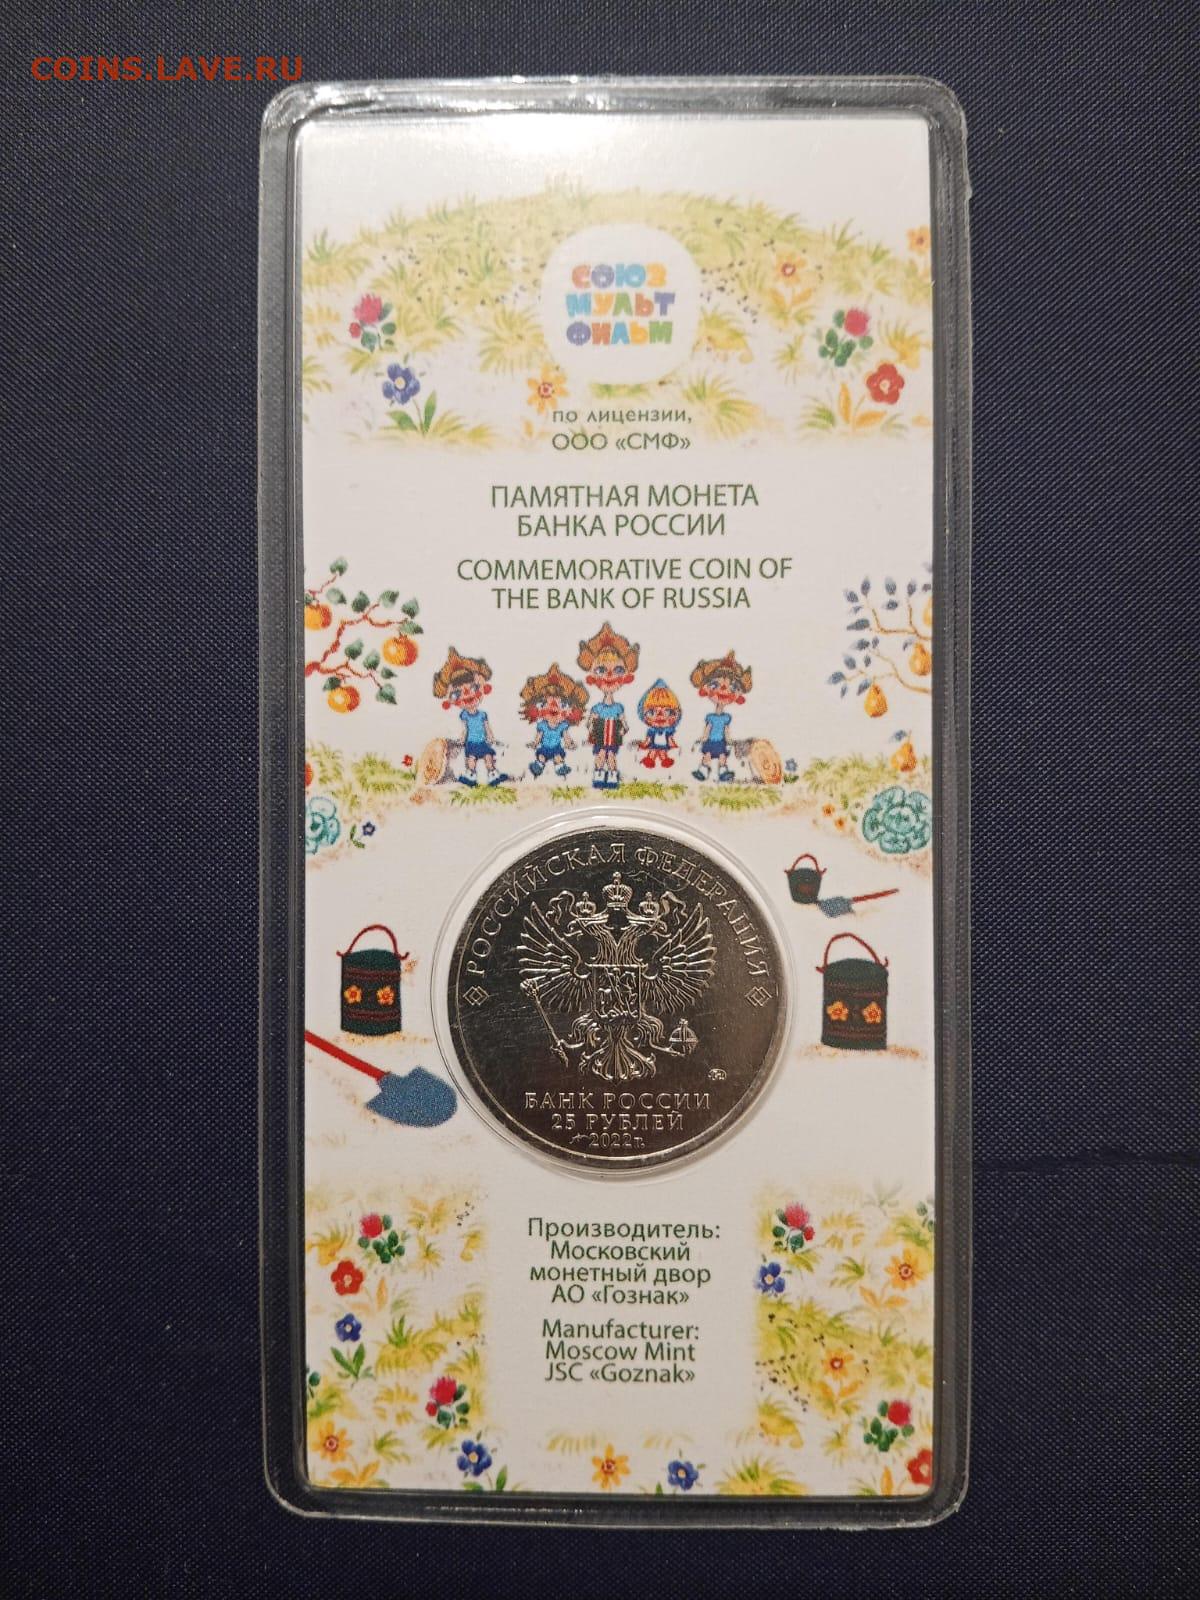 COINS.LAVE.RU
СОЮЗ
МУЛЬТ
ФИЛЬМ
по лицензии,
ООО «СМФ»
ПАМЯТНАЯ МОНЕТА
БАНКА РОССИИ
COMMEMORATIVE COIN OF
THE BANK OF RUSSIA
РОССИЙСКАЯ ФЕДЕРАЦИЯ
БАНК РОССИИ
25 РУБЛЕЙ
2022г.
Производитель:
Московский
монетный двор
АО «Гознак»
Manufacturer:
Moscow Mint
JSC «Goznak»